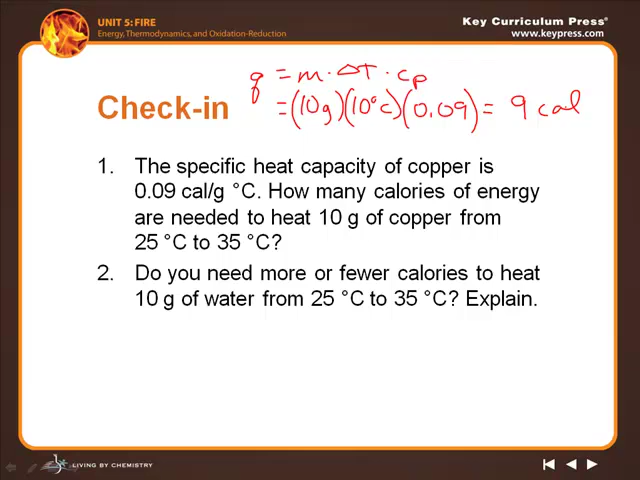 UNIT 5: FIRE
Energy, Thermodynamics, and Oxidation-Reduction
Key Curriculum Press®
www.keypress.com
q = m · ΔT · Cp
= (10g)(10°C)(0.09) = 9 cal
Check-in
1. The specific heat capacity of copper is
0.09 cal/g °C. How many calories of energy
are needed to heat 10 g of copper from
25 °C to 35 °C?
2. Do you need more or fewer calories to heat
10 g of water from 25 °C to 35 °C? Explain.
LIVING BY CHEMISTRY